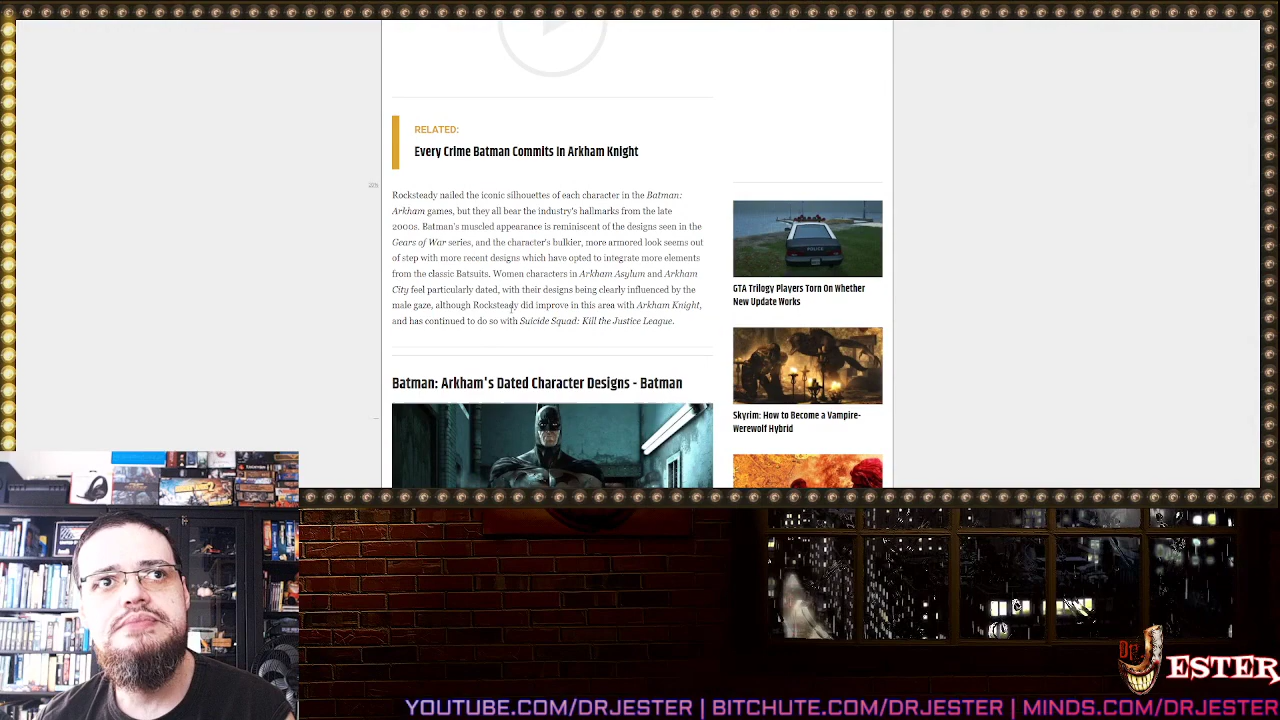 RELATED:
Every Crime Batman Commits In Arkham Knight
Rocksteady nailed the iconic silhouettes of each character in the Batman:
Arkham games, but they all bear the industry's hallmarks from the late
2000s. Batman's muscled appearance is reminiscent of the designs seen in the
Gears of War series, and the character's bulkier, more armored look seems out
of step with more recent designs which have opted to integrate more elements
from the classic Batsuits. Women characters in Arkham Asylum and Arkham
City feel particularly dated, with their designs being clearly influenced by the
male gaze, although Rocksteady did improve in this area with Arkham Knight,
and has continued to do so with Suicide Squad: Kill the Justice League.
Batman: Arkham's Dated Character Designs - Batman
GTA Trilogy Players Torn On Whether
New Update Works
Skyrim: How to Become a Vampire-
Werewolf Hybrid
Dr
JESTER
YOUTUBE.COM/DRJESTER | BITCHUTE.COM/DRJESTER | MINDS.COM/DRJESTER